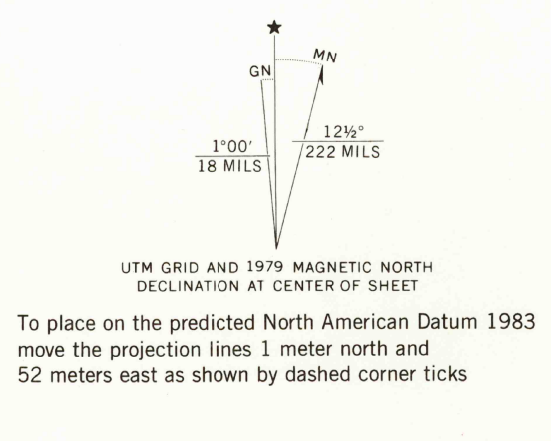 MN
GN
1°00'
18 MILS
12½°
222 MILS
UTM GRID AND 1979 MAGNETIC NORTH
DECLINATION AT CENTER OF SHEET
To place on the predicted North American Datum 1983
move the projection lines 1 meter north and
52 meters east as shown by dashed corner ticks